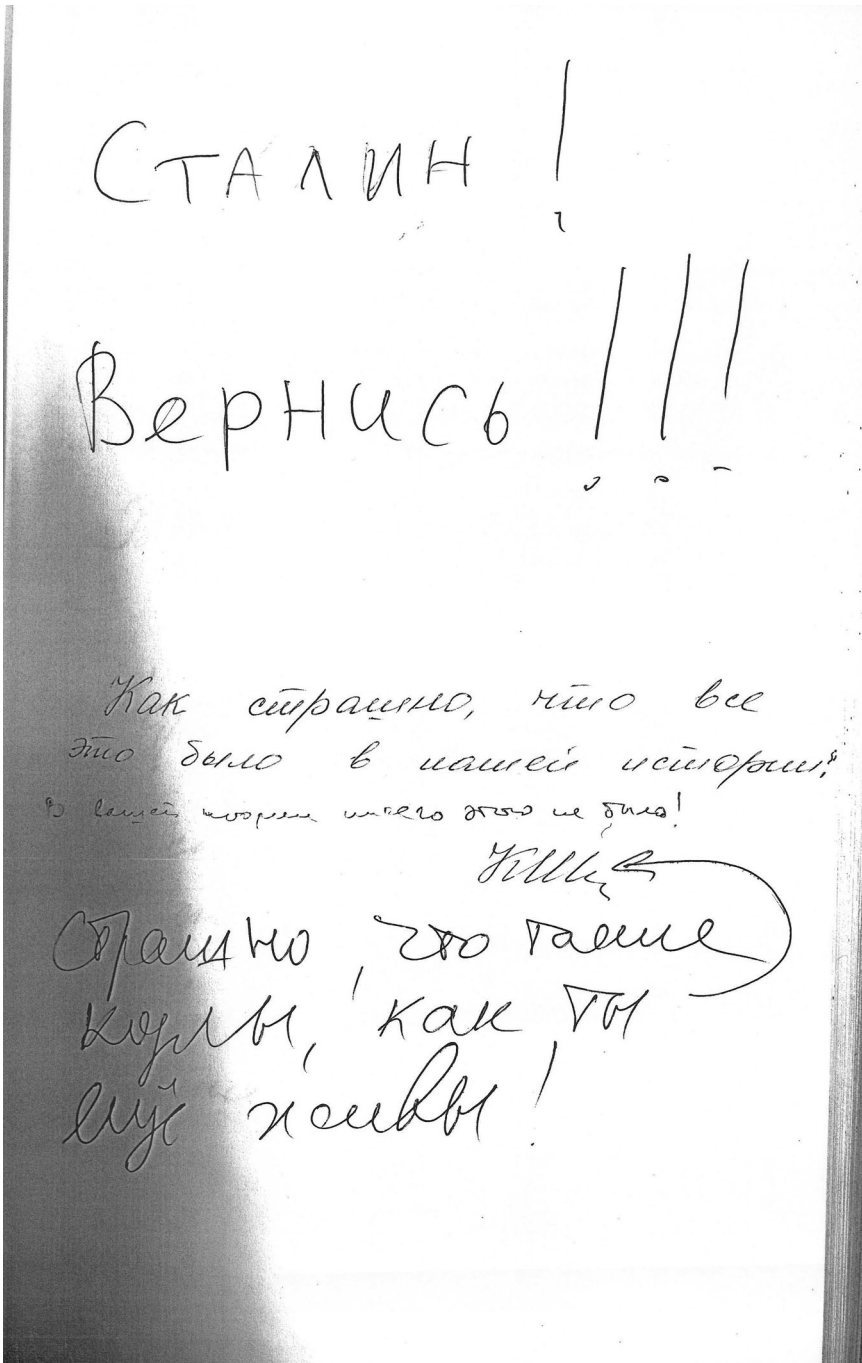 Сталин!
Вернись!!!
Как страшно, что все
это было в нашей истории!
В вашей истории ничего этого не было!
Страшно, что такие
козлы, как ты
ещё живы!